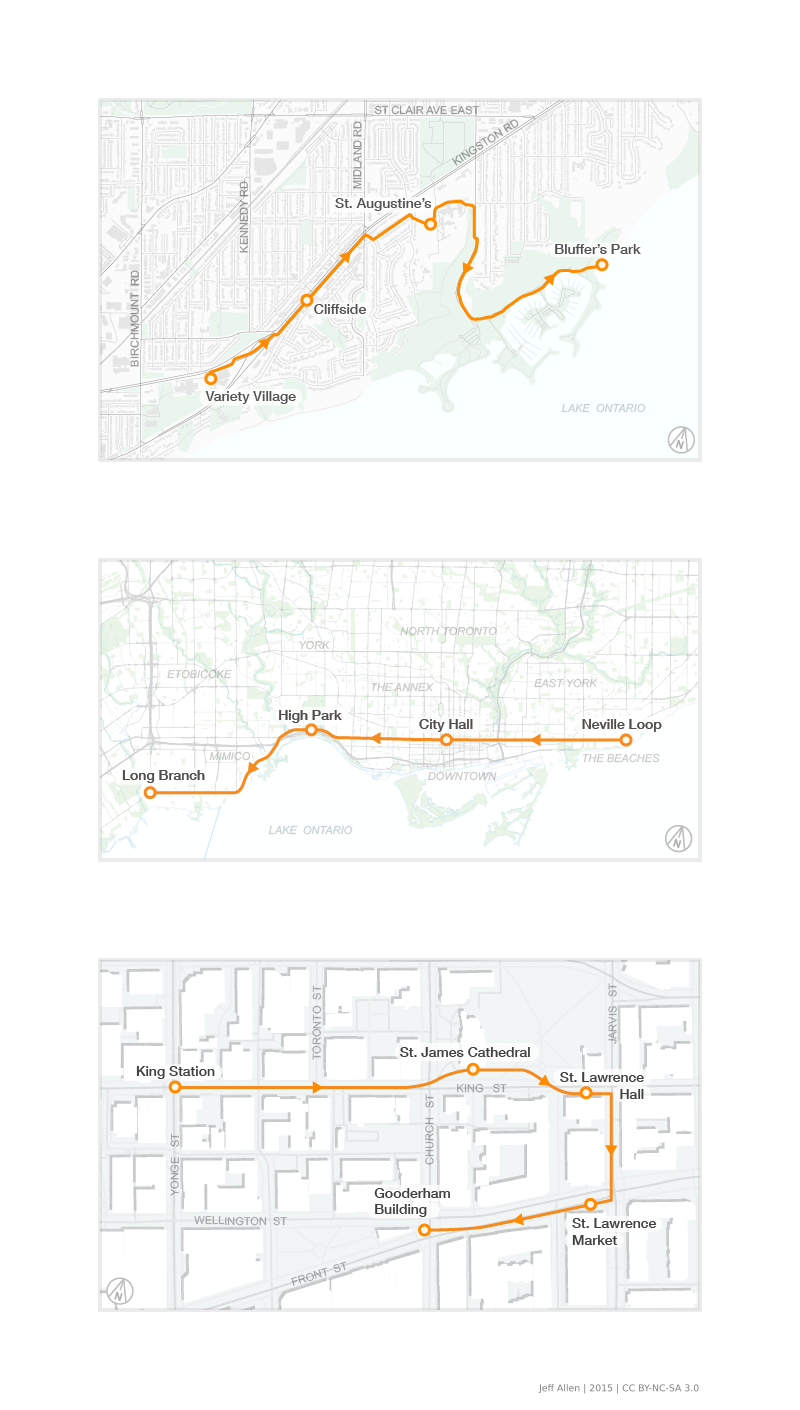 ST CLAIR AVE EAST
KINGSTON RD
MIDLAND RD
KENNEDY RD
BIRCHMOUNT RD
St. Augustine's
Bluffer's Park
Cliffside
Variety Village
LAKE ONTARIO
N
NORTH TORONTO
YORK
ETOBICOKE
THE ANNEX
EAST YORK
High Park
City Hall
Neville Loop
MIMICO
THE BEACHES
Long Branch
DOWNTOWN
LAKE ONTARIO
N
TORONTO ST
JARVIS ST
St. James Cathedral
King Station
St. Lawrence
Hall
KING ST
CHURCH ST
YONGE ST
Gooderham
Building
WELLINGTON ST
St. Lawrence
Market
FRONT ST
N
Jeff Allen | 2015 | CC BY-NC-SA 3.0